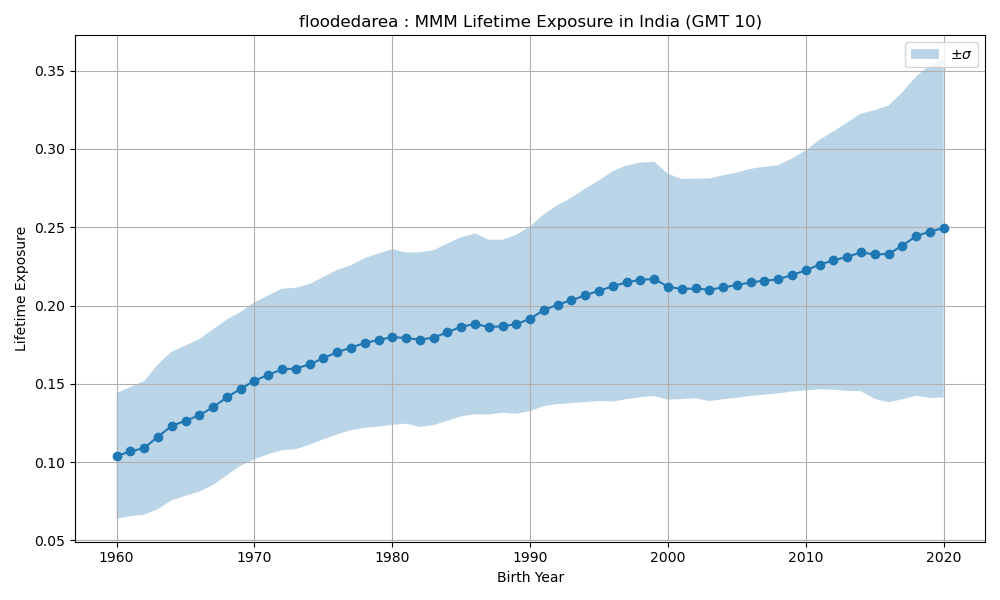 floodedarea : MMM Lifetime Exposure in India (GMT 10)
±σ
Lifetime Exposure
0.35
0.30
0.25
0.20
0.15
0.10
0.05
1960 1970 1980 1990 2000 2010 2020
Birth Year